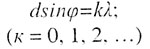 dsinφ=kλ;
(κ = 0, 1, 2, ...)